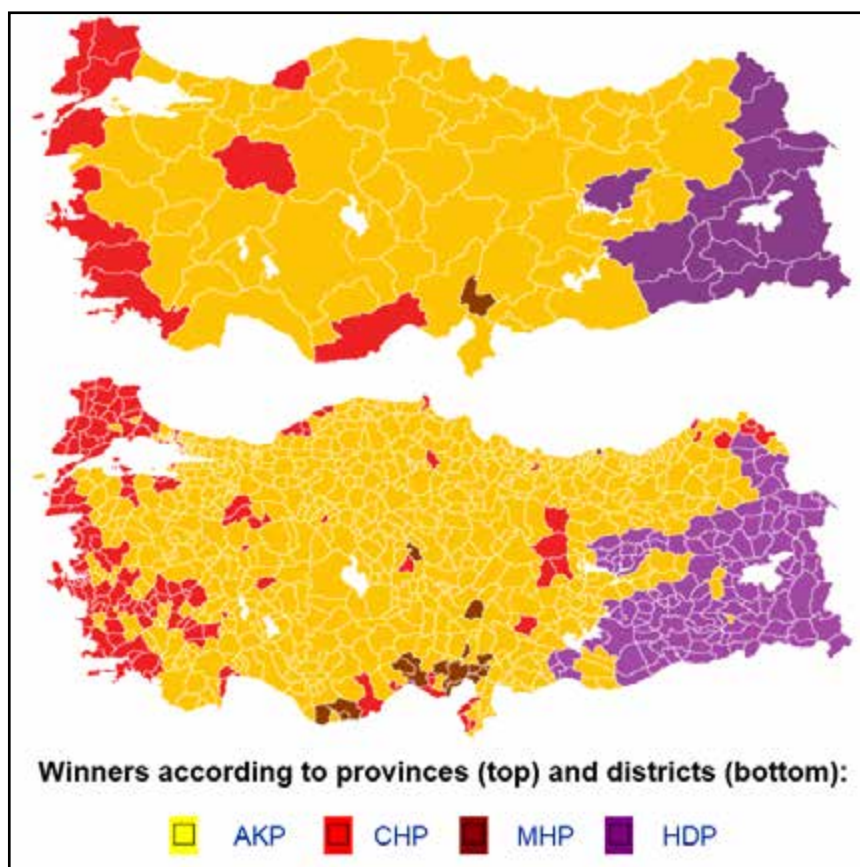 Winners according to provinces (top) and districts (bottom):
AKP CHP MHP HDP